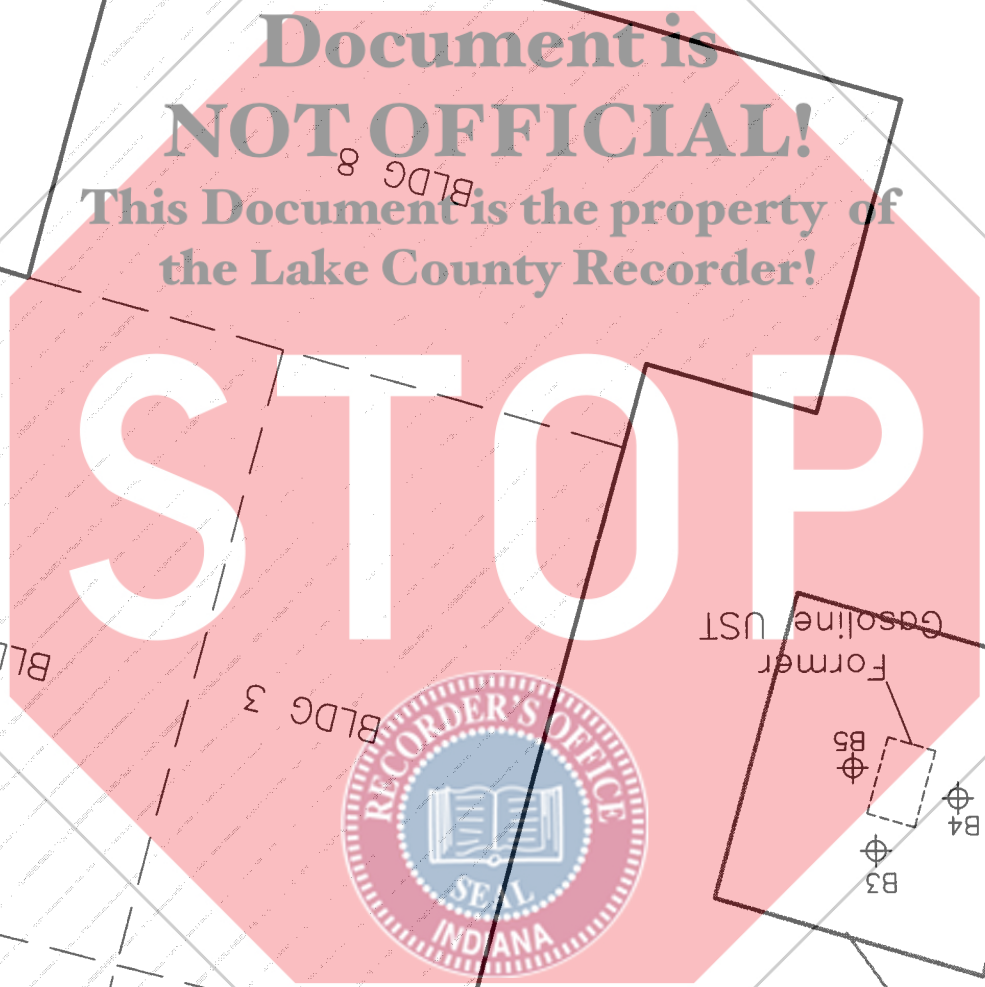 Document is
NOT OFFICIAL!
This Document is the property of
the Lake County Recorder!
BLDG 8
STOP
Former
Gasoline UST
B5
B4
B3
BLDG 3
RECORDER'S OFFICE
SEAL
INDIANA